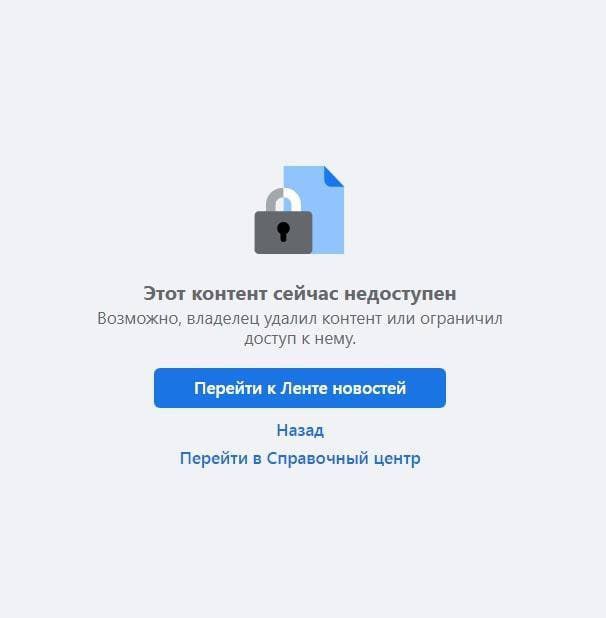 Этот контент сейчас недоступен
Возможно, владелец удалил контент или ограничил
доступ к нему.
Перейти к Ленте новостей
Назад
Перейти в Справочный центр